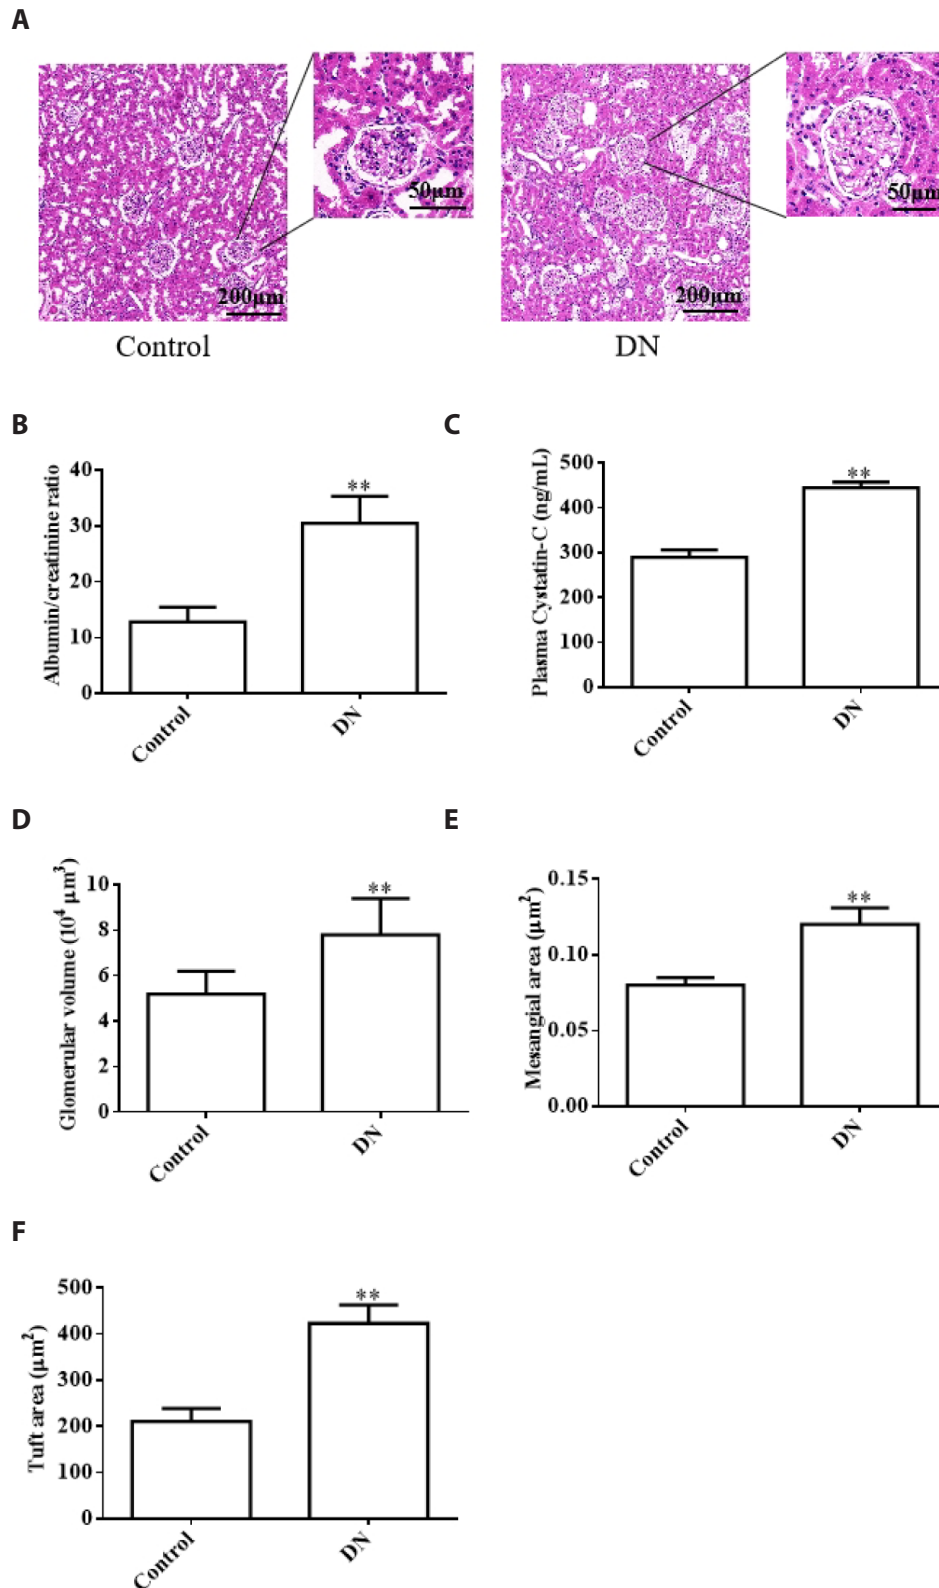 A
50μm
50μm
200μm
200μm
Control
DN
B
Albumin/creatinine ratio
40
30
20
10
0
**
Control
DN
C
Plasma Cystatin-C (ng/mL)
500
400
300
200
100
0
**
Control
DN
D
Glomerular volume (10⁴ μm³)
10
8
6
4
2
0
**
Control
DN
E
Mesangial area (μm²)
0.15
0.10
0.05
0.00
**
Control
DN
F
Tuft area (μm²)
500
400
300
200
100
0
**
Control
DN